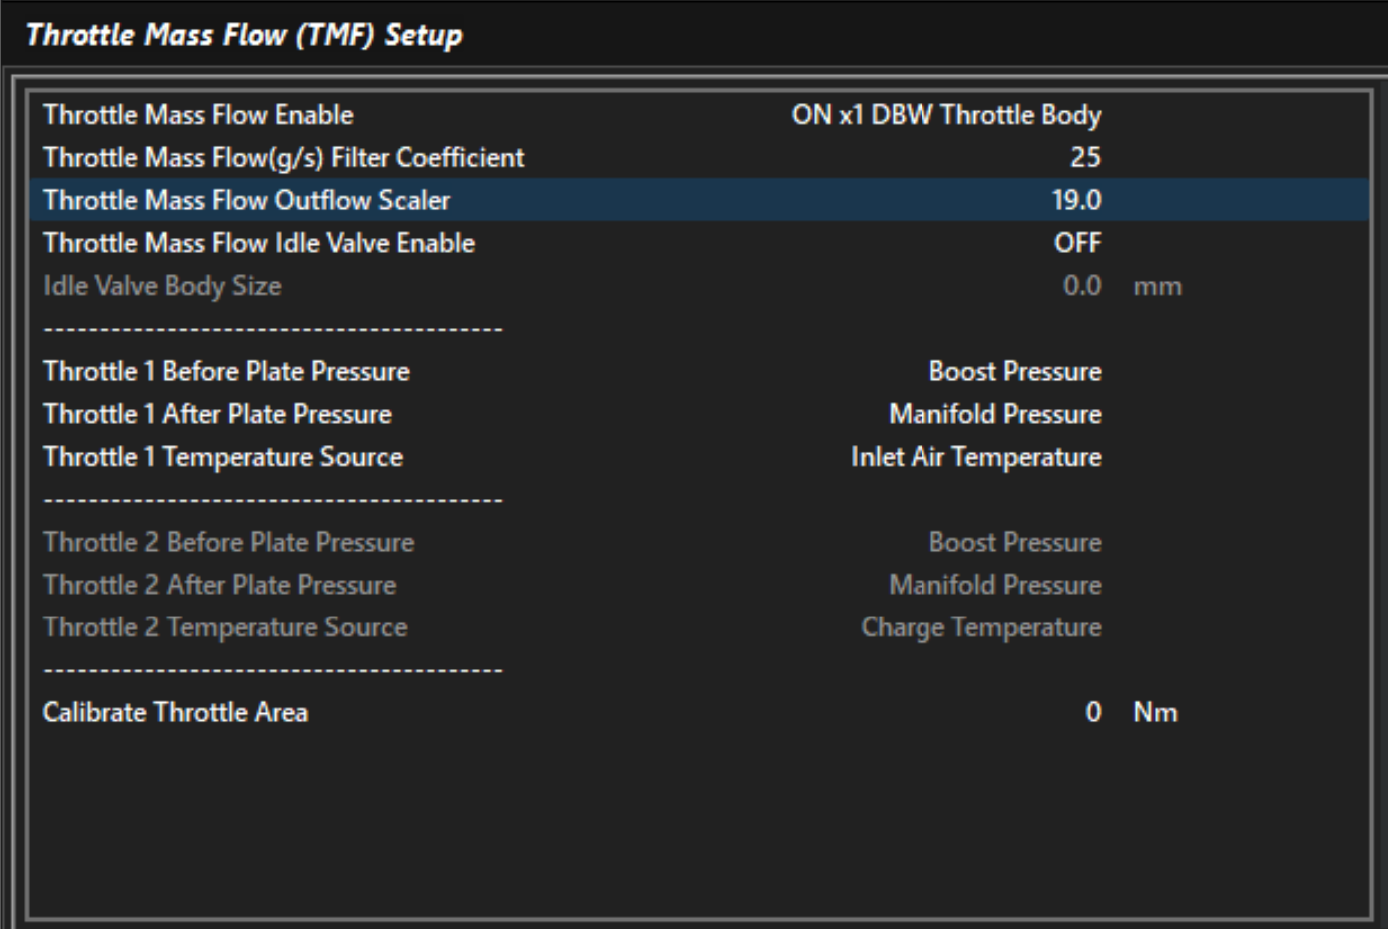 Throttle Mass Flow (TMF) Setup
Throttle Mass Flow Enable ON x1 DBW Throttle Body
Throttle Mass Flow(g/s) Filter Coefficient 25
Throttle Mass Flow Outflow Scaler 19.0
Throttle Mass Flow Idle Valve Enable OFF
Idle Valve Body Size 0.0 mm
-----------------------------------------
Throttle 1 Before Plate Pressure Boost Pressure
Throttle 1 After Plate Pressure Manifold Pressure
Throttle 1 Temperature Source Inlet Air Temperature
-----------------------------------------
Throttle 2 Before Plate Pressure Boost Pressure
Throttle 2 After Plate Pressure Manifold Pressure
Throttle 2 Temperature Source Charge Temperature
-----------------------------------------
Calibrate Throttle Area 0 Nm